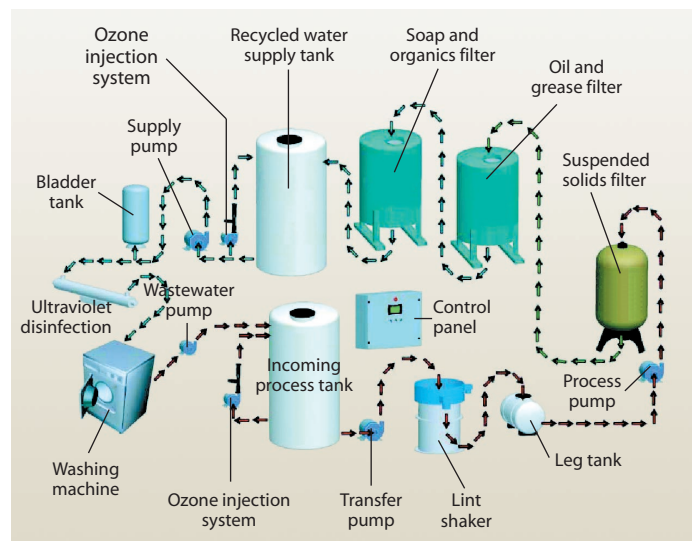 Ozone
injection
system
Recycled water
supply tank
Soap and
organics filter
Oil and
grease filter
Supply
pump
Suspended
solids filter
Bladder
tank
Ultraviolet
disinfection
Wastewater
pump
Control
panel
Incoming
process tank
Process
pump
Washing
machine
Ozone injection
system
Transfer
pump
Lint
shaker
Leg tank